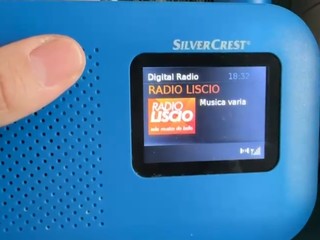 SILVERCREST®
Digital Radio 18:32
RADIO LISCIO
RADIO
LISCIO
Musica varia